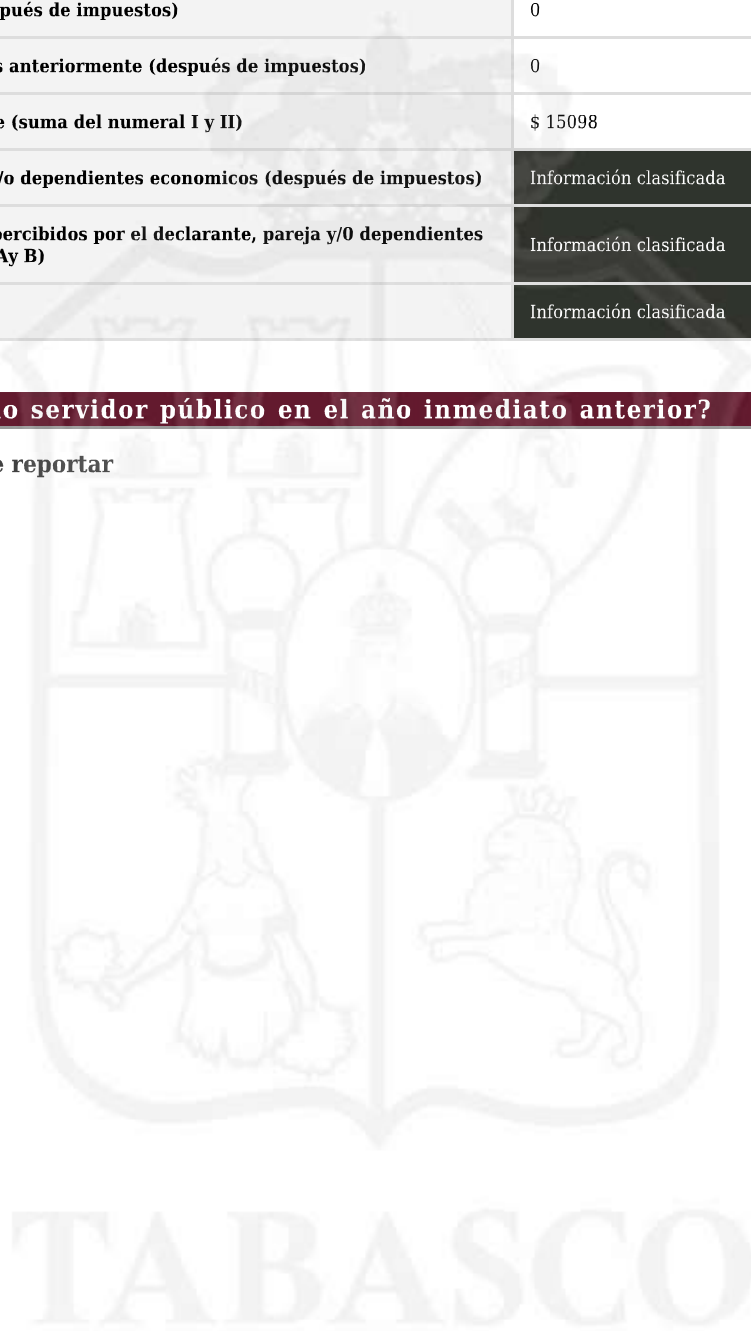 pués de impuestos)
0
s anteriormente (después de impuestos)
0
e (suma del numeral I y II)
$ 15098
/o dependientes economicos (después de impuestos)
Información clasificada
ercibidos por el declarante, pareja y/0 dependientes
Ay B)
Información clasificada
Información clasificada
o servidor público en el año inmediato anterior?
e reportar
TABASCO